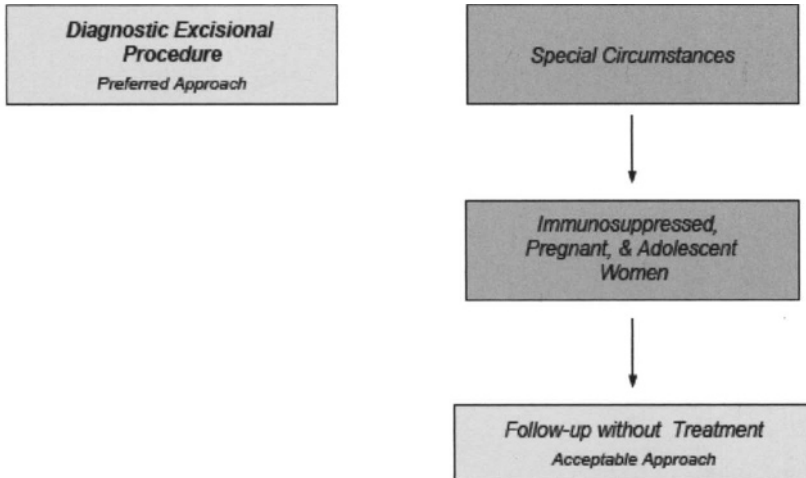 Diagnostic Excisional
Procedure
Preferred Approach
Special Circumstances
Immunosuppressed,
Pregnant, & Adolescent
Women
Follow-up without Treatment
Acceptable Approach